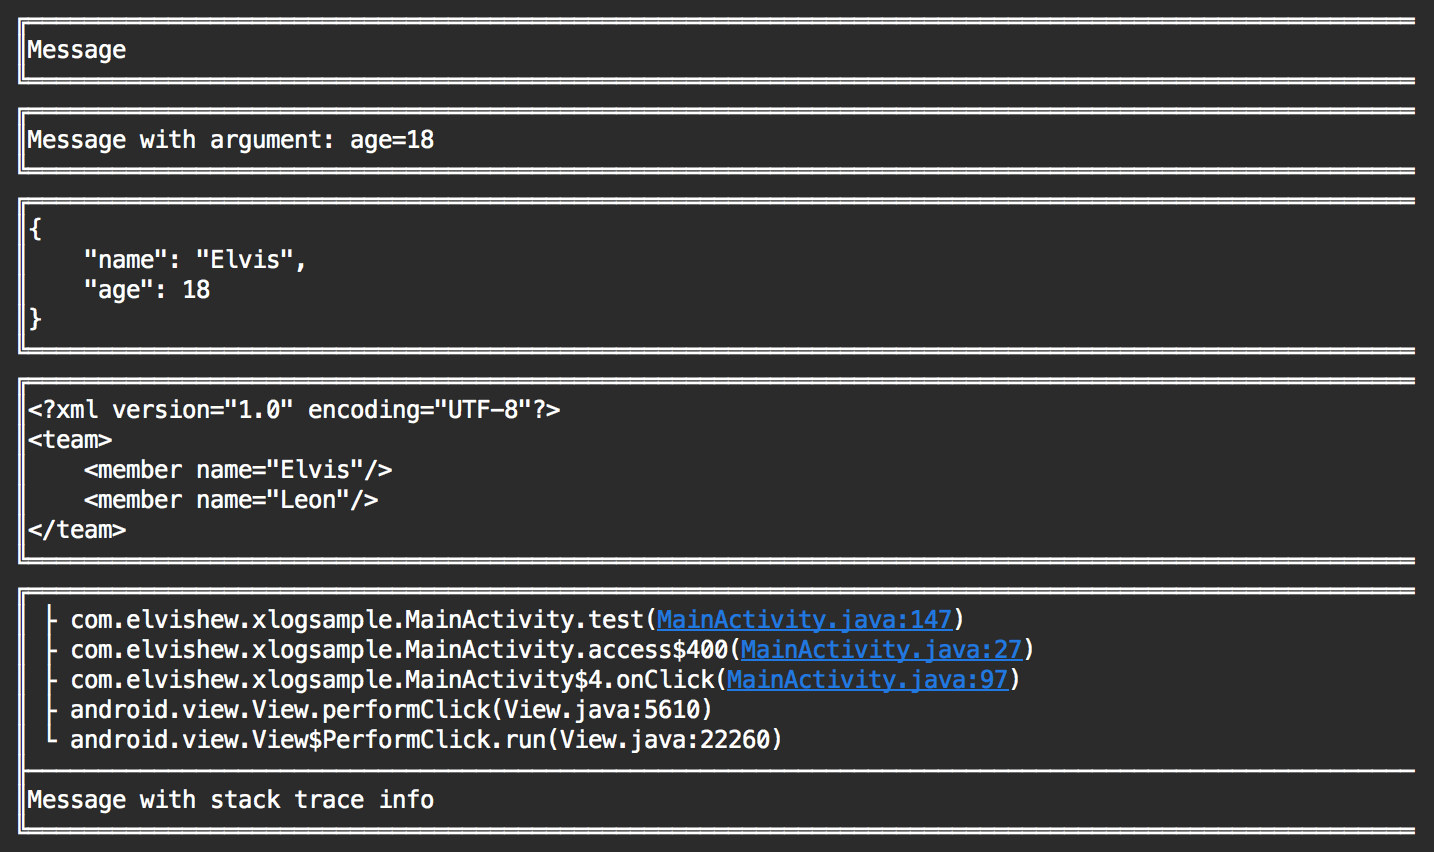 Message
Message with argument: age=18
{
    "name": "Elvis",
    "age": 18
}
<?xml version="1.0" encoding="UTF-8"?>
<team>
    <member name="Elvis"/>
    <member name="Leon"/>
</team>
├ com.elvishew.xlogsample.MainActivity.test(MainActivity.java:147)
├ com.elvishew.xlogsample.MainActivity.access$400(MainActivity.java:27)
├ com.elvishew.xlogsample.MainActivity$4.onClick(MainActivity.java:97)
├ android.view.View.performClick(View.java:5610)
└ android.view.View$PerformClick.run(View.java:22260)
Message with stack trace info